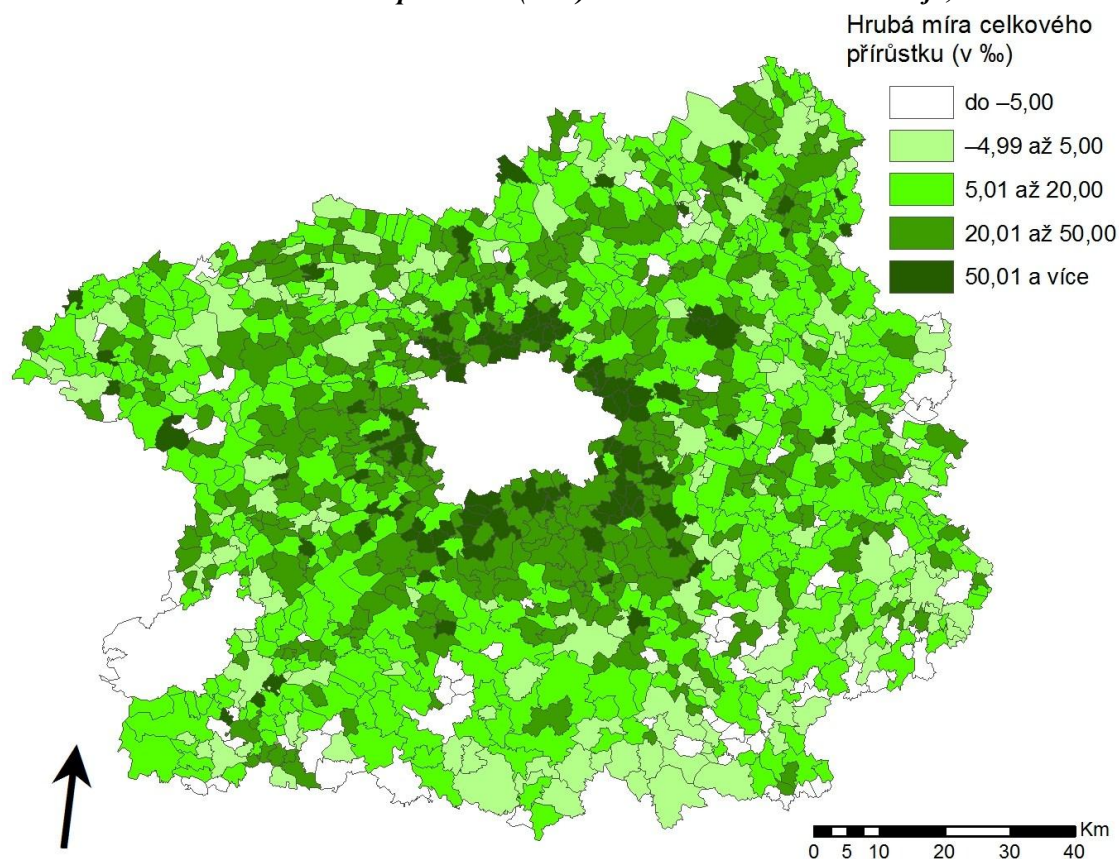 Hrubá míra celkového
přírůstku (v ‰)
do –5,00
–4,99 až 5,00
5,01 až 20,00
20,01 až 50,00
50,01 a více
Km
0 5 10 20 30 40